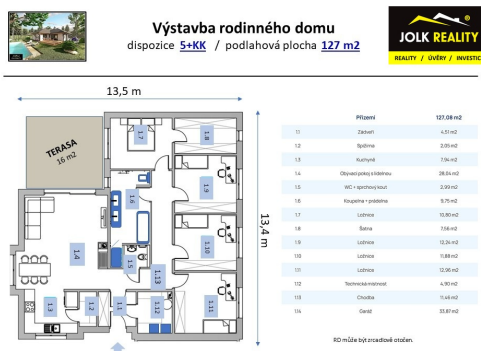 Výstavba rodinného domu
dispozice 5+KK / podlahová plocha 127 m2
JOLK REALITY
®
REALITY / ÚVĚRY / INVESTIC
13,5 m
13,4 m
TERASA
16 m2
1.7
1.8
1.6
1.9
1.4
1.5
1.10
1.13
1.3
1.2
1.1
1.12
1.11
Přízemí 127,08 m2
1.1 Zádveří 4,51 m2
1.2 Spižírna 2,05 m2
1.3 Kuchyně 7,94 m2
1.4 Obývací pokoj s jídelnou 28,04 m2
1.5 WC + sprchový kout 2,99 m2
1.6 Koupelna + prádelna 9,75 m2
1.7 Ložnice 10,80 m2
1.8 Šatna 7,56 m2
1.9 Ložnice 12,24 m2
1.10 Ložnice 11,88 m2
1.11 Ložnice 12,96 m2
1.12 Technická místnost 4,90 m2
1.13 Chodba 11,46 m2
1.14 Garáž 33,81 m2
RD může být zrcadlově otočen.